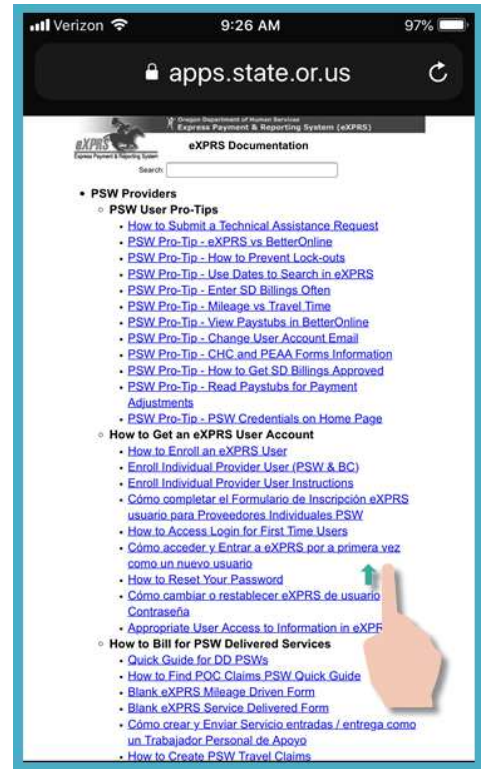 Verizon 9:26 AM 97%
apps.state.or.us
Oregon Department of Human Services
Express Payment & Reporting System (eXPRS)
eXPRS
Express Payment & Reporting System
eXPRS Documentation
Search:
• PSW Providers
○ PSW User Pro-Tips
▪ How to Submit a Technical Assistance Request
▪ PSW Pro-Tip - eXPRS vs BetterOnline
▪ PSW Pro-Tip - How to Prevent Lock-outs
▪ PSW Pro-Tip - Use Dates to Search in eXPRS
▪ PSW Pro-Tip - Enter SD Billings Often
▪ PSW Pro-Tip - Mileage vs Travel Time
▪ PSW Pro-Tip - View Paystubs in BetterOnline
▪ PSW Pro-Tip - Change User Account Email
▪ PSW Pro-Tip - CHC and PEAA Forms Information
▪ PSW Pro-Tip - How to Get SD Billings Approved
▪ PSW Pro-Tip - Read Paystubs for Payment
Adjustments
▪ PSW Pro-Tip - PSW Credentials on Home Page
○ How to Get an eXPRS User Account
▪ How to Enroll an eXPRS User
▪ Enroll Individual Provider User (PSW & BC)
▪ Enroll Individual Provider User Instructions
▪ Cómo completar el Formulario de Inscripción eXPRS
usuario para Proveedores Individuales PSW
▪ How to Access Login for First Time Users
▪ Cómo acceder y Entrar a eXPRS por a primera vez
como un nuevo usuario
▪ How to Reset Your Password
▪ Cómo cambiar o restablecer eXPRS de usuario
Contraseña
▪ Appropriate User Access to Information in eXPR
○ How to Bill for PSW Delivered Services
▪ Quick Guide for DD PSWs
▪ How to Find POC Claims PSW Quick Guide
▪ Blank eXPRS Mileage Driven Form
▪ Blank eXPRS Service Delivered Form
▪ Cómo crear y Enviar Servicio entradas / entrega como
un Trabajador Personal de Apoyo
▪ How to Create PSW Travel Claims